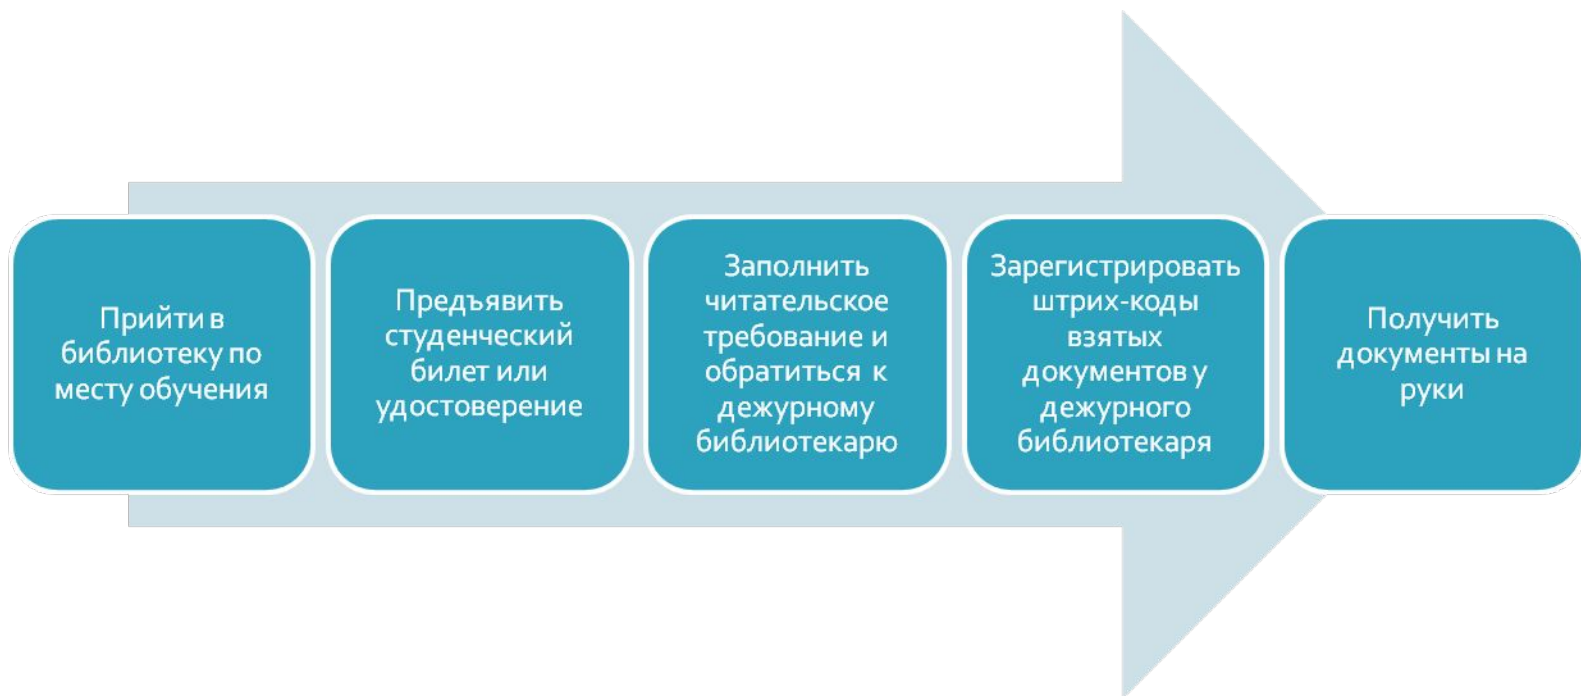 Прийти в
библиотеку по
месту обучения
Предъявить
студенческий
билет или
удостоверение
Заполнить
читательское
требование и
обратиться к
дежурному
библиотекарю
Зарегистрировать
штрих-коды
взятых
документов у
дежурного
библиотекаря
Получить
документы на
руки